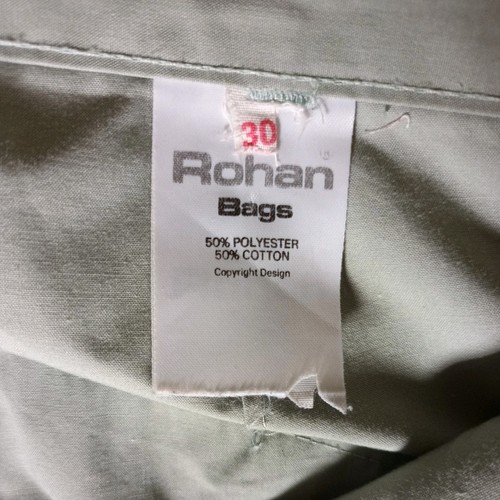 30
Rohan
Bags
50% POLYESTER
50% COTTON
Copyright Design